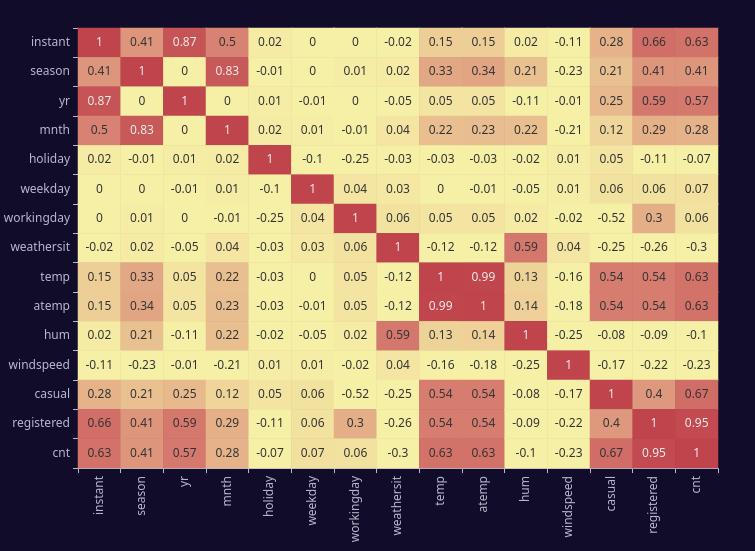 instant 1 0.41 0.87 0.5 0.02 0 0 -0.02 0.15 0.15 0.02 -0.11 0.28 0.66 0.63
season 0.41 1 0 0.83 -0.01 0 0.01 0.02 0.33 0.34 0.21 -0.23 0.21 0.41 0.41
yr 0.87 0 1 0 0.01 -0.01 0 -0.05 0.05 0.05 -0.11 -0.01 0.25 0.59 0.57
mnth 0.5 0.83 0 1 0.02 0.01 -0.01 0.04 0.22 0.23 0.22 -0.21 0.12 0.29 0.28
holiday 0.02 -0.01 0.01 0.02 1 -0.1 -0.25 -0.03 -0.03 -0.03 -0.02 0.01 0.05 -0.11 -0.07
weekday 0 0 -0.01 0.01 -0.1 1 0.04 0.03 0 -0.01 -0.05 0.01 0.06 0.06 0.07
workingday 0 0.01 0 -0.01 -0.25 0.04 1 0.06 0.05 0.05 0.02 -0.02 -0.52 0.3 0.06
weathersit -0.02 0.02 -0.05 0.04 -0.03 0.03 0.06 1 -0.12 -0.12 0.59 0.04 -0.25 -0.26 -0.3
temp 0.15 0.33 0.05 0.22 -0.03 0 0.05 -0.12 1 0.99 0.13 -0.16 0.54 0.54 0.63
atemp 0.15 0.34 0.05 0.23 -0.03 -0.01 0.05 -0.12 0.99 1 0.14 -0.18 0.54 0.54 0.63
hum 0.02 0.21 -0.11 0.22 -0.02 -0.05 0.02 0.59 0.13 0.14 1 -0.25 -0.08 -0.09 -0.1
windspeed -0.11 -0.23 -0.01 -0.21 0.01 0.01 -0.02 0.04 -0.16 -0.18 -0.25 1 -0.17 -0.22 -0.23
casual 0.28 0.21 0.25 0.12 0.05 0.06 -0.52 -0.25 0.54 0.54 -0.08 -0.17 1 0.4 0.67
registered 0.66 0.41 0.59 0.29 -0.11 0.06 0.3 -0.26 0.54 0.54 -0.09 -0.22 0.4 1 0.95
cnt 0.63 0.41 0.57 0.28 -0.07 0.07 0.06 -0.3 0.63 0.63 -0.1 -0.23 0.67 0.95 1
instant season yr mnth holiday weekday workingday weathersit temp atemp hum windspeed casual registered cnt